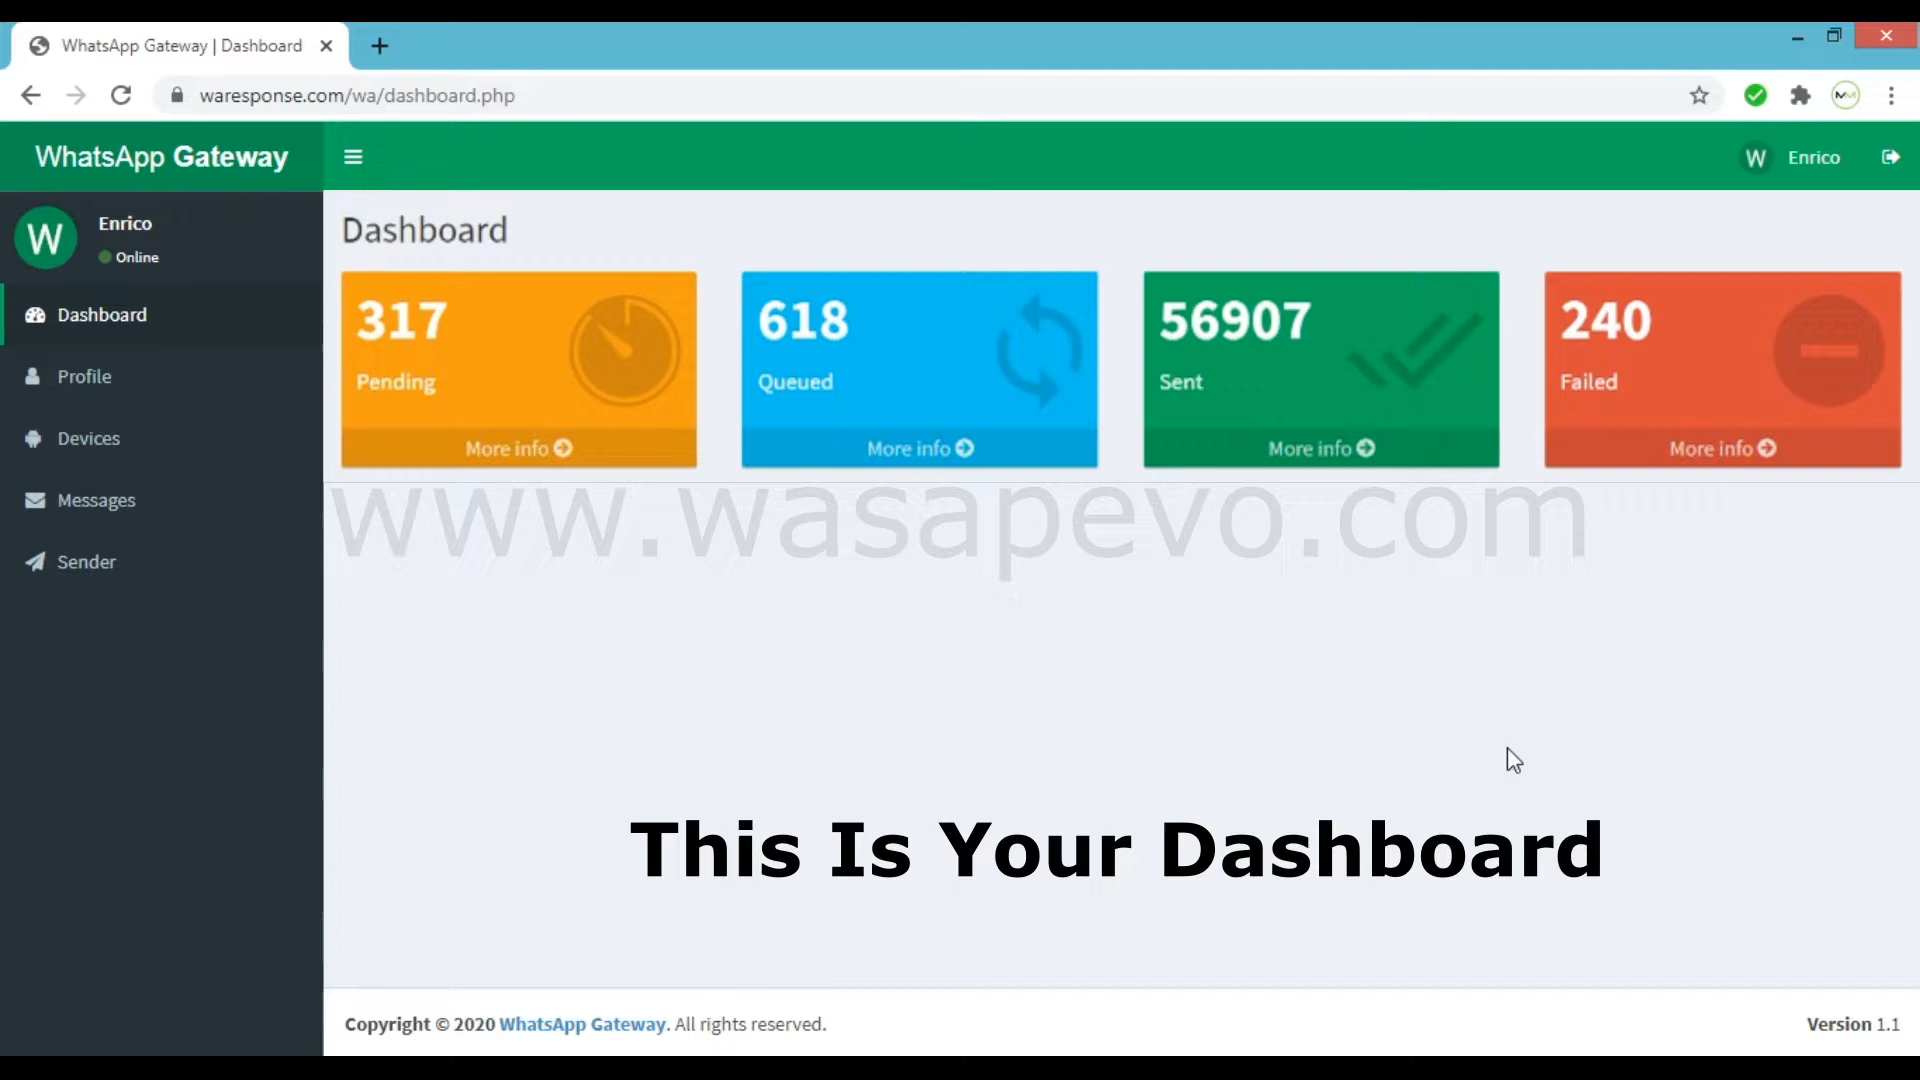 WhatsApp Gateway | Dashboard
waresponse.com/wa/dashboard.php
WhatsApp Gateway
W Enrico
W
Enrico
Online
Dashboard
Profile
Devices
Messages
Sender
Dashboard
317
Pending
More info
618
Queued
More info
56907
Sent
More info
240
Failed
More info
www.wasapevo.com
This Is Your Dashboard
Copyright © 2020 WhatsApp Gateway. All rights reserved.
Version 1.1